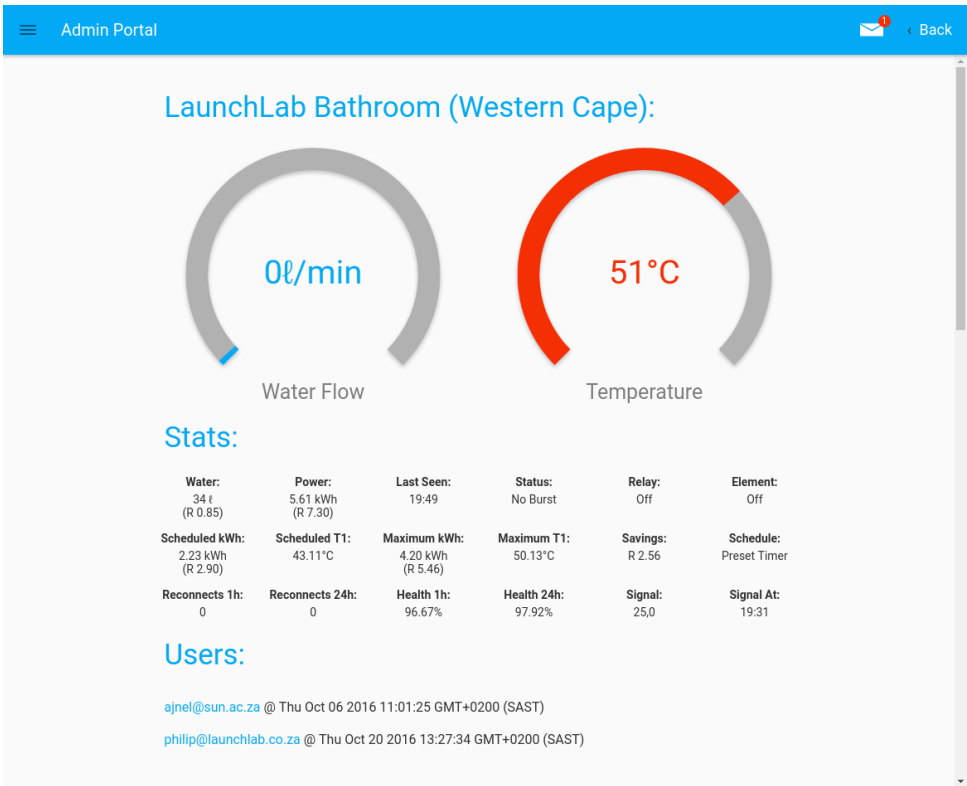 Admin Portal
1
‹ Back
LaunchLab Bathroom (Western Cape):
0ℓ/min
51°C
Water Flow
Temperature
Stats:
Water: Power: Last Seen: Status: Relay: Element:
34 ℓ 5.61 kWh 19:49 No Burst Off Off
(R 0.85) (R 7.30)
Scheduled kWh: Scheduled T1: Maximum kWh: Maximum T1: Savings: Schedule:
2.23 kWh 43.11°C 4.20 kWh 50.13°C R 2.56 Preset Timer
(R 2.90) (R 5.46)
Reconnects 1h: Reconnects 24h: Health 1h: Health 24h: Signal: Signal At:
0 0 96.67% 97.92% 25,0 19:31
Users:
ajnel@sun.ac.za @ Thu Oct 06 2016 11:01:25 GMT+0200 (SAST)
philip@launchlab.co.za @ Thu Oct 20 2016 13:27:34 GMT+0200 (SAST)